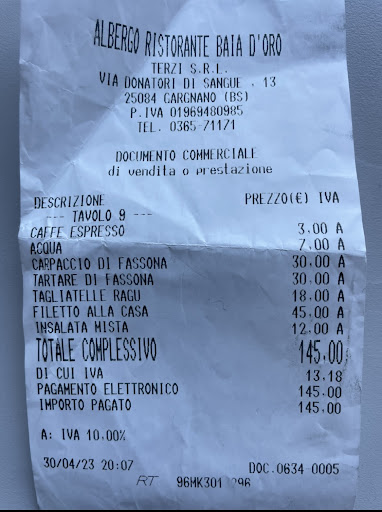 ALBERGO RISTORANTE BAIA D'ORO
TERZI S.R.L.
VIA DONATORI DI SANGUE , 13
25084 GARGNANO (BS)
P.IVA 01969480985
TEL. 0365-71171
DOCUMENTO COMMERCIALE
di vendita o prestazione
DESCRIZIONE PREZZO(€) IVA
--- TAVOLO 9 ---
CAFFE ESPRESSO 3,00 A
ACQUA 7,00 A
CARPACCIO DI FASSONA 30,00 A
TARTARE DI FASSONA 30,00 A
TAGLIATELLE RAGU 18,00 A
FILETTO ALLA CASA 45,00 A
INSALATA MISTA 12,00 A
TOTALE COMPLESSIVO 145,00
DI CUI IVA 13,18
PAGAMENTO ELETTRONICO 145,00
IMPORTO PAGATO 145,00
A: IVA 10,00%
30/04/23 20:07 DOC.0634-0005
RT 96MK301